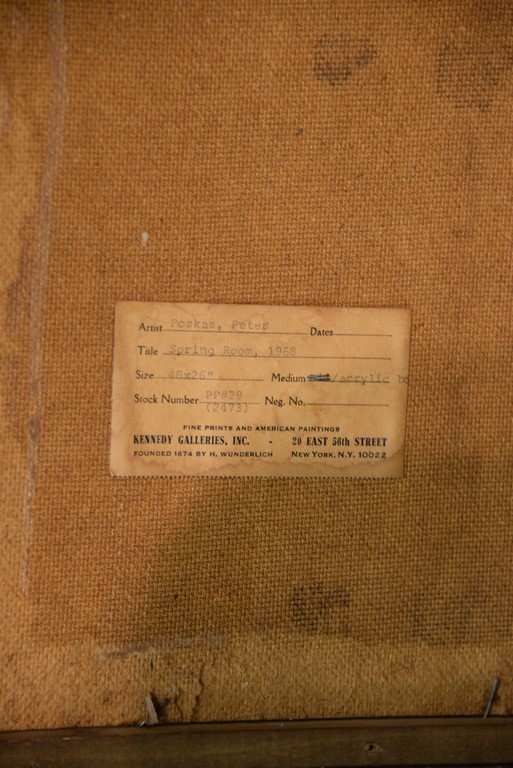 Artist Poskas, Peter Dates
Title Spring Room, 1968
Size 48x26" Medium /acrylic
Stock Number PP#29 Neg. No.
(2473)
FINE PRINTS AND AMERICAN PAINTINGS
KENNEDY GALLERIES, INC. - 20 EAST 56th STREET
FOUNDED 1874 BY H. WUNDERLICH NEW YORK, N.Y. 10022